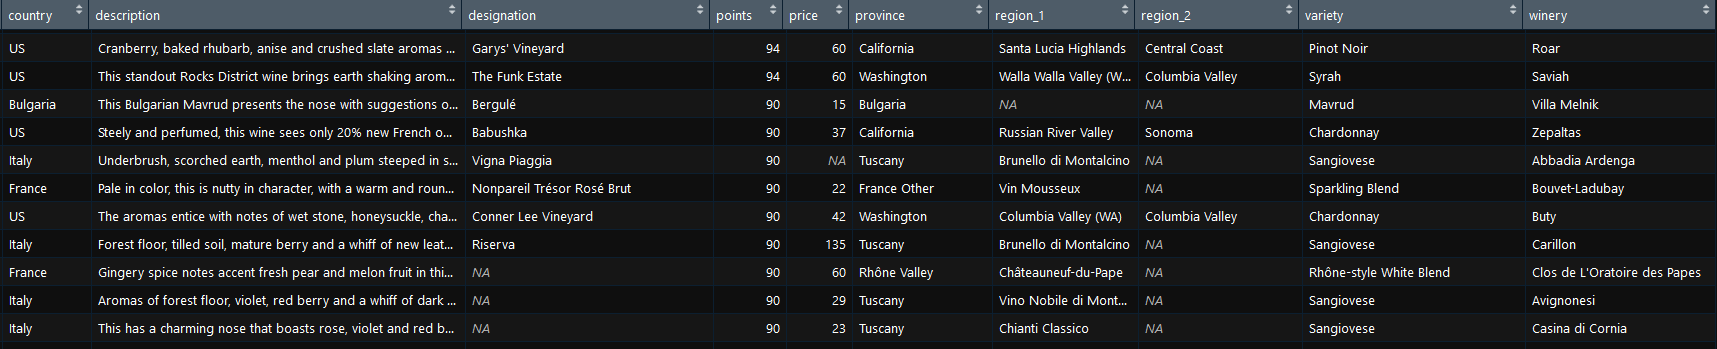 country description designation points price province region_1 region_2 variety winery
US Cranberry, baked rhubarb, anise and crushed slate aromas ... Garys' Vineyard 94 60 California Santa Lucia Highlands Central Coast Pinot Noir Roar
US This standout Rocks District wine brings earth shaking arom... The Funk Estate 94 60 Washington Walla Walla Valley (W... Columbia Valley Syrah Saviah
Bulgaria This Bulgarian Mavrud presents the nose with suggestions o... Bergulé 90 15 Bulgaria NA NA Mavrud Villa Melnik
US Steely and perfumed, this wine sees only 20% new French o... Babushka 90 37 California Russian River Valley Sonoma Chardonnay Zepaltas
Italy Underbrush, scorched earth, menthol and plum steeped in s... Vigna Piaggia 90 NA Tuscany Brunello di Montalcino NA Sangiovese Abbadia Ardenga
France Pale in color, this is nutty in character, with a warm and roun... Nonpareil Trésor Rosé Brut 90 22 France Other Vin Mousseux NA Sparkling Blend Bouvet-Ladubay
US The aromas entice with notes of wet stone, honeysuckle, cha... Conner Lee Vineyard 90 42 Washington Columbia Valley (WA) Columbia Valley Chardonnay Buty
Italy Forest floor, tilled soil, mature berry and a whiff of new leat... Riserva 90 135 Tuscany Brunello di Montalcino NA Sangiovese Carillon
France Gingery spice notes accent fresh pear and melon fruit in thi... NA 90 60 Rhône Valley Châteauneuf-du-Pape NA Rhône-style White Blend Clos de L'Oratoire des Papes
Italy Aromas of forest floor, violet, red berry and a whiff of dark ... NA 90 29 Tuscany Vino Nobile di Mont... NA Sangiovese Avignonesi
Italy This has a charming nose that boasts rose, violet and red b... NA 90 23 Tuscany Chianti Classico NA Sangiovese Casina di Cornia